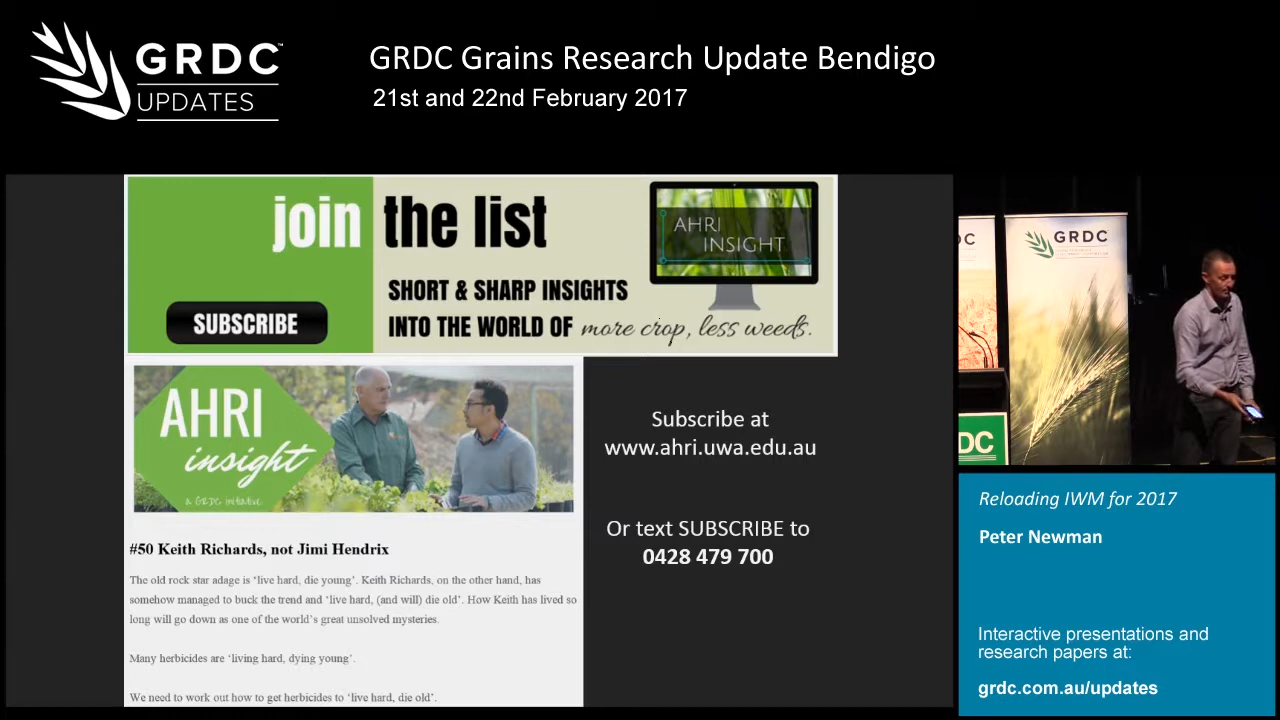 GRDC™
UPDATES
GRDC Grains Research Update Bendigo
21st and 22nd February 2017
join the list
SHORT & SHARP INSIGHTS
INTO THE WORLD OF more crop, less weeds.
SUBSCRIBE
AHRI
INSIGHT
AHRI
insight
a GRDC initiative
#50 Keith Richards, not Jimi Hendrix
The old rock star adage is ‘live hard, die young’. Keith Richards, on the other hand, has
somehow managed to buck the trend and ‘live hard, (and will) die old’. How Keith has lived so
long will go down as one of the world’s great unsolved mysteries.
Many herbicides are ‘living hard, dying young’.
We need to work out how to get herbicides to ‘live hard, die old’.
Subscribe at
www.ahri.uwa.edu.au
Or text SUBSCRIBE to
0428 479 700
DC
GRDC
DC
Reloading IWM for 2017
Peter Newman
Interactive presentations and
research papers at:
grdc.com.au/updates